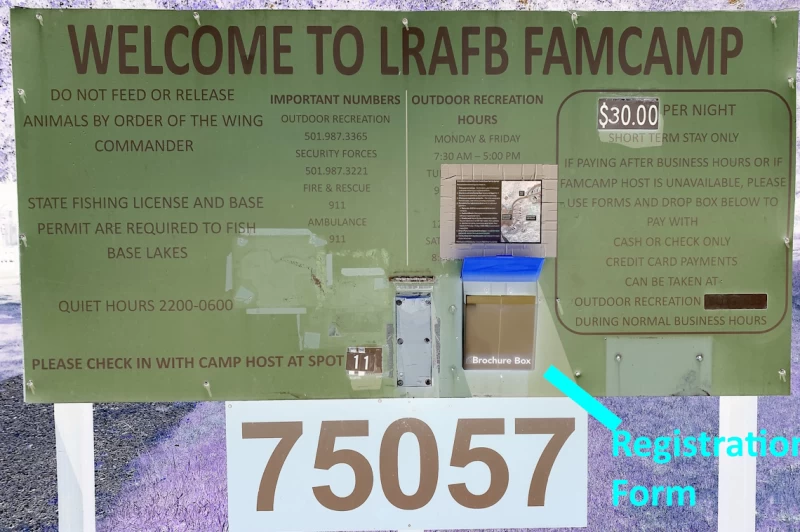 WELCOME TO LRAFB FAMCAMP
DO NOT FEED OR RELEASE
ANIMALS BY ORDER OF THE WING
COMMANDER
STATE FISHING LICENSE AND BASE
PERMIT ARE REQUIRED TO FISH
BASE LAKES
QUIET HOURS 2200-0600
PLEASE CHECK IN WITH CAMP HOST AT SPOT 11
IMPORTANT NUMBERS
OUTDOOR RECREATION
501.987.3365
SECURITY FORCES
501.987.3221
FIRE & RESCUE
911
AMBULANCE
911
OUTDOOR RECREATION
HOURS
MONDAY & FRIDAY
7:30 AM – 5:00 PM
$30.00 PER NIGHT
SHORT TERM STAY ONLY
IF PAYING AFTER BUSINESS HOURS OR IF
FAMCAMP HOST IS UNAVAILABLE, PLEASE
USE FORMS AND DROP BOX BELOW TO
PAY WITH
CASH OR CHECK ONLY
CREDIT CARD PAYMENTS
CAN BE TAKEN AT:
OUTDOOR RECREATION
DURING NORMAL BUSINESS HOURS
Brochure Box
75057
Registration
Form